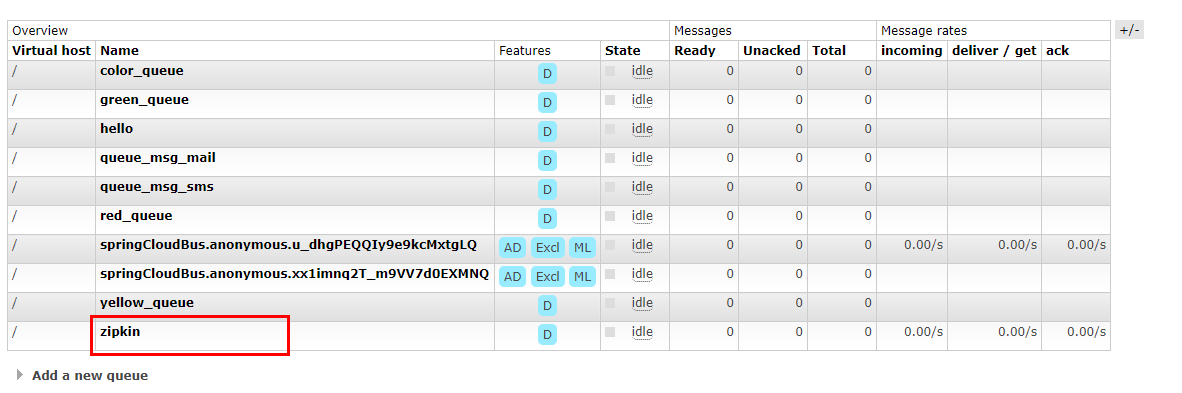 Overview Messages Message rates +/-
Virtual host Name Features State Ready Unacked Total incoming deliver / get ack
/ color_queue D idle 0 0 0
/ green_queue D idle 0 0 0
/ hello D idle 0 0 0
/ queue_msg_mail D idle 0 0 0
/ queue_msg_sms D idle 0 0 0
/ red_queue D idle 0 0 0
/ springCloudBus.anonymous.u_dhgPEQQIy9e9kcMxtgLQ AD Excl ML idle 0 0 0 0.00/s 0.00/s 0.00/s
/ springCloudBus.anonymous.xx1imnq2T_m9VV7d0EXMNQ AD Excl ML idle 0 0 0
/ yellow_queue D idle 0 0 0
/ zipkin D idle 0 0 0 0.00/s 0.00/s 0.00/s
Add a new queue